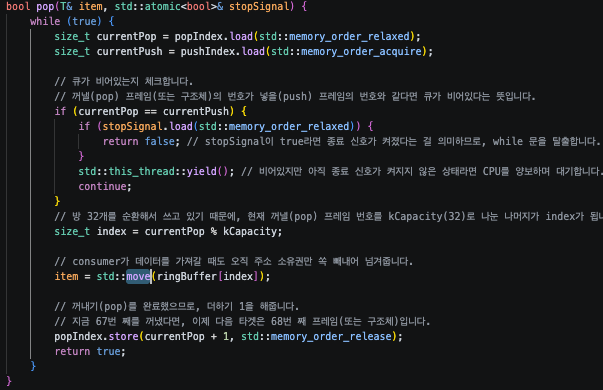 bool pop(T& item, std::atomic<bool>& stopSignal) {
    while (true) {
        size_t currentPop = popIndex.load(std::memory_order_relaxed);
        size_t currentPush = pushIndex.load(std::memory_order_acquire);

        // 큐가 비어있는지 체크합니다.
        // 꺼낼(pop) 프레임(또는 구조체)의 번호가 넣을(push) 프레임의 번호와 같다면 큐가 비어있다는 뜻입니다.
        if (currentPop == currentPush) {
            if (stopSignal.load(std::memory_order_relaxed)) {
                return false; // stopSignal이 true라면 종료 신호가 켜졌다는 걸 의미하므로, while 문을 탈출합니다.
            }
            std::this_thread::yield(); // 비어있지만 아직 종료 신호가 켜지지 않은 상태라면 CPU를 양보하며 대기합니다.
            continue;
        }
        // 방 32개를 순환해서 쓰고 있기 때문에, 현재 꺼낼(pop) 프레임 번호를 kCapacity(32)로 나눈 나머지가 index가 됩
        size_t index = currentPop % kCapacity;

        // consumer가 데이터를 가져갈 때도 오직 주소 소유권만 쏙 빼내어 넘겨줍니다.
        item = std::move(ringBuffer[index]);

        // 꺼내기(pop)를 완료했으므로, 더하기 1을 해줍니다.
        // 지금 67번 째를 꺼냈다면, 이제 다음 타겟은 68번 째 프레임(또는 구조체)입니다.
        popIndex.store(currentPop + 1, std::memory_order_release);
        return true;
    }
}